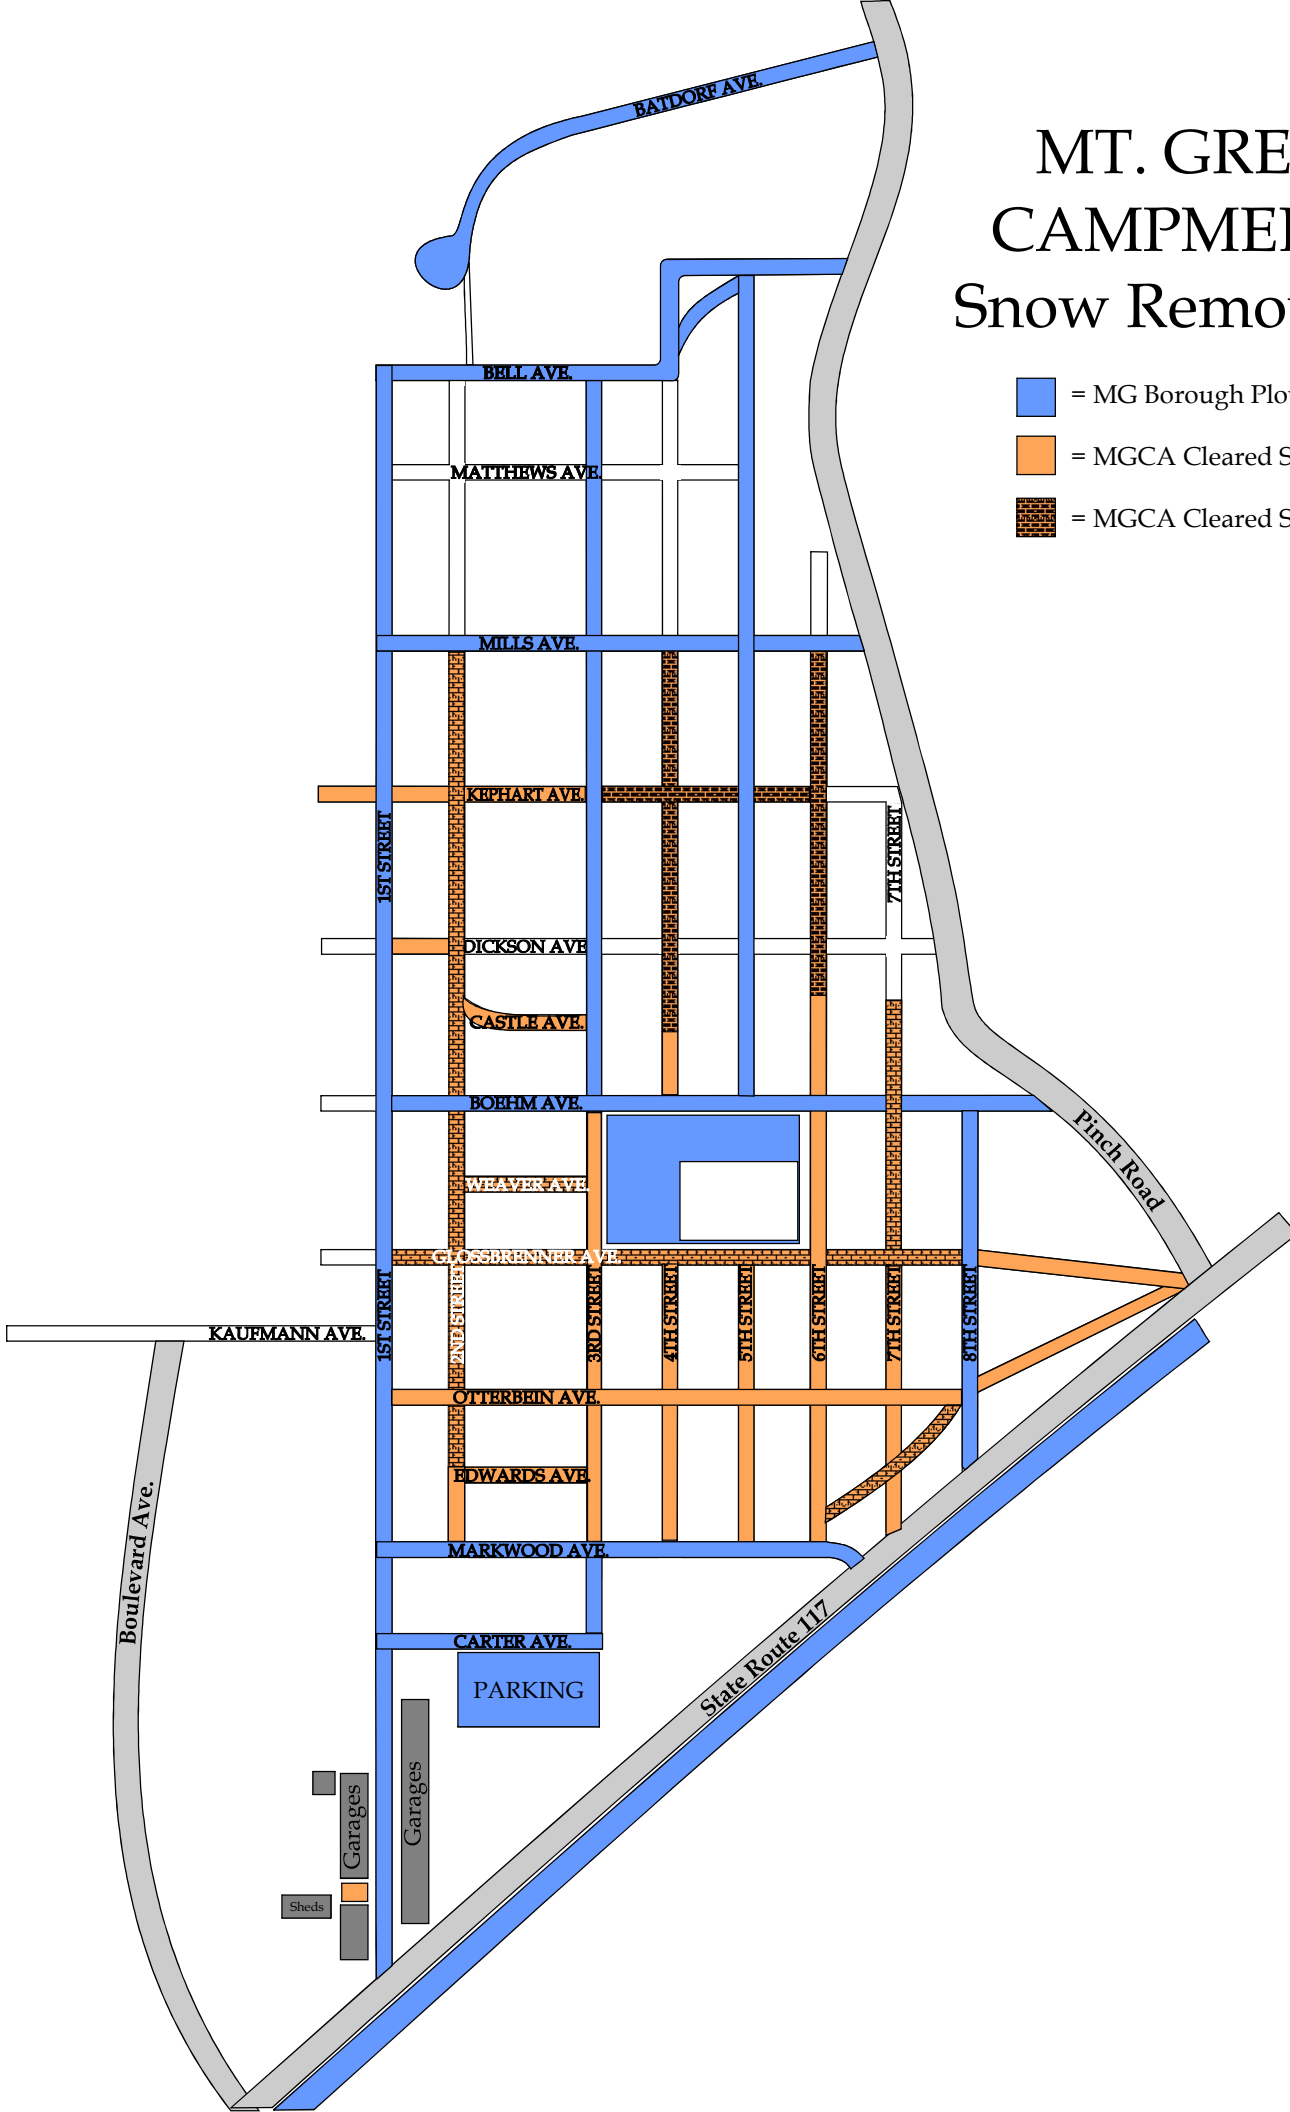 BATDORF AVE.
MT. GRE
CAMPMEE
Snow Remov
= MG Borough Plo
= MGCA Cleared S
= MGCA Cleared S
BELL AVE.
MATTHEWS AVE.
MILLS AVE.
KEPHART AVE.
1ST STREET
7TH STREET
DICKSON AVE
CASTLE AVE.
BOEHM AVE.
Pinch Road
WEAVER AVE.
GLOSSBRENNER AVE.
1ST STREET
2ND STREET
3RD STREET
4TH STREET
5TH STREET
6TH STREET
7TH STREET
8TH STREET
KAUFMANN AVE.
OTTERBEIN AVE.
EDWARDS AVE.
Boulevard Ave.
MARKWOOD AVE.
CARTER AVE.
State Route 117
PARKING
Garages
Garages
Sheds